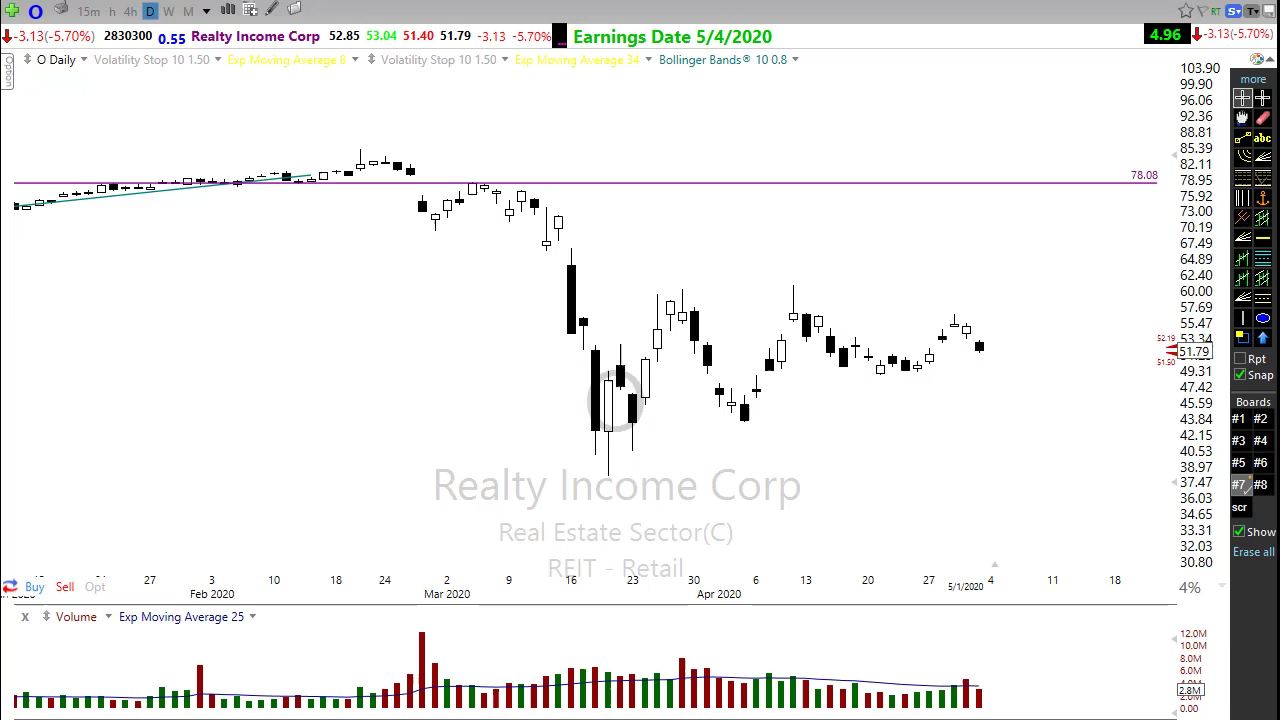 O 15m h 4h D W M RT S T
-3.13(-5.70%) 2830300 0.55 Realty Income Corp 52.85 53.04 51.40 51.79 -3.13 -5.70% Earnings Date 5/4/2020 4.96 -3.13(-5.70%)
Option
O Daily Volatility Stop 10 1.50 Exp Moving Average 8 Volatility Stop 10 1.50 Exp Moving Average 34 Bollinger Bands® 10 0.8
103.90
99.90
96.06
92.36
88.81
85.39
82.11
78.95
75.92
73.00
70.19
67.49
64.89
62.40
60.00
57.69
55.47
53.34
51.79
49.31
47.42
45.59
43.84
42.15
40.53
38.97
37.47
36.03
34.65
33.31
32.03
30.80
78.08
52.19
51.50
more
abc
Rpt
Snap
Boards
#1 #2
#3 #4
#5 #6
#7 #8
scr
Show
Erase all
Realty Income Corp
Real Estate Sector(C)
REIT - Retail
Buy Sell Opt
27 3 10 18 24 2 9 16 23 30 6 13 20 27 5/1/2020 4 11 18
Feb 2020 Mar 2020 Apr 2020
4%
X Volume Exp Moving Average 25
12.0M
10.0M
8.0M
6.0M
4.0M
2.8M
2.0M
0.00